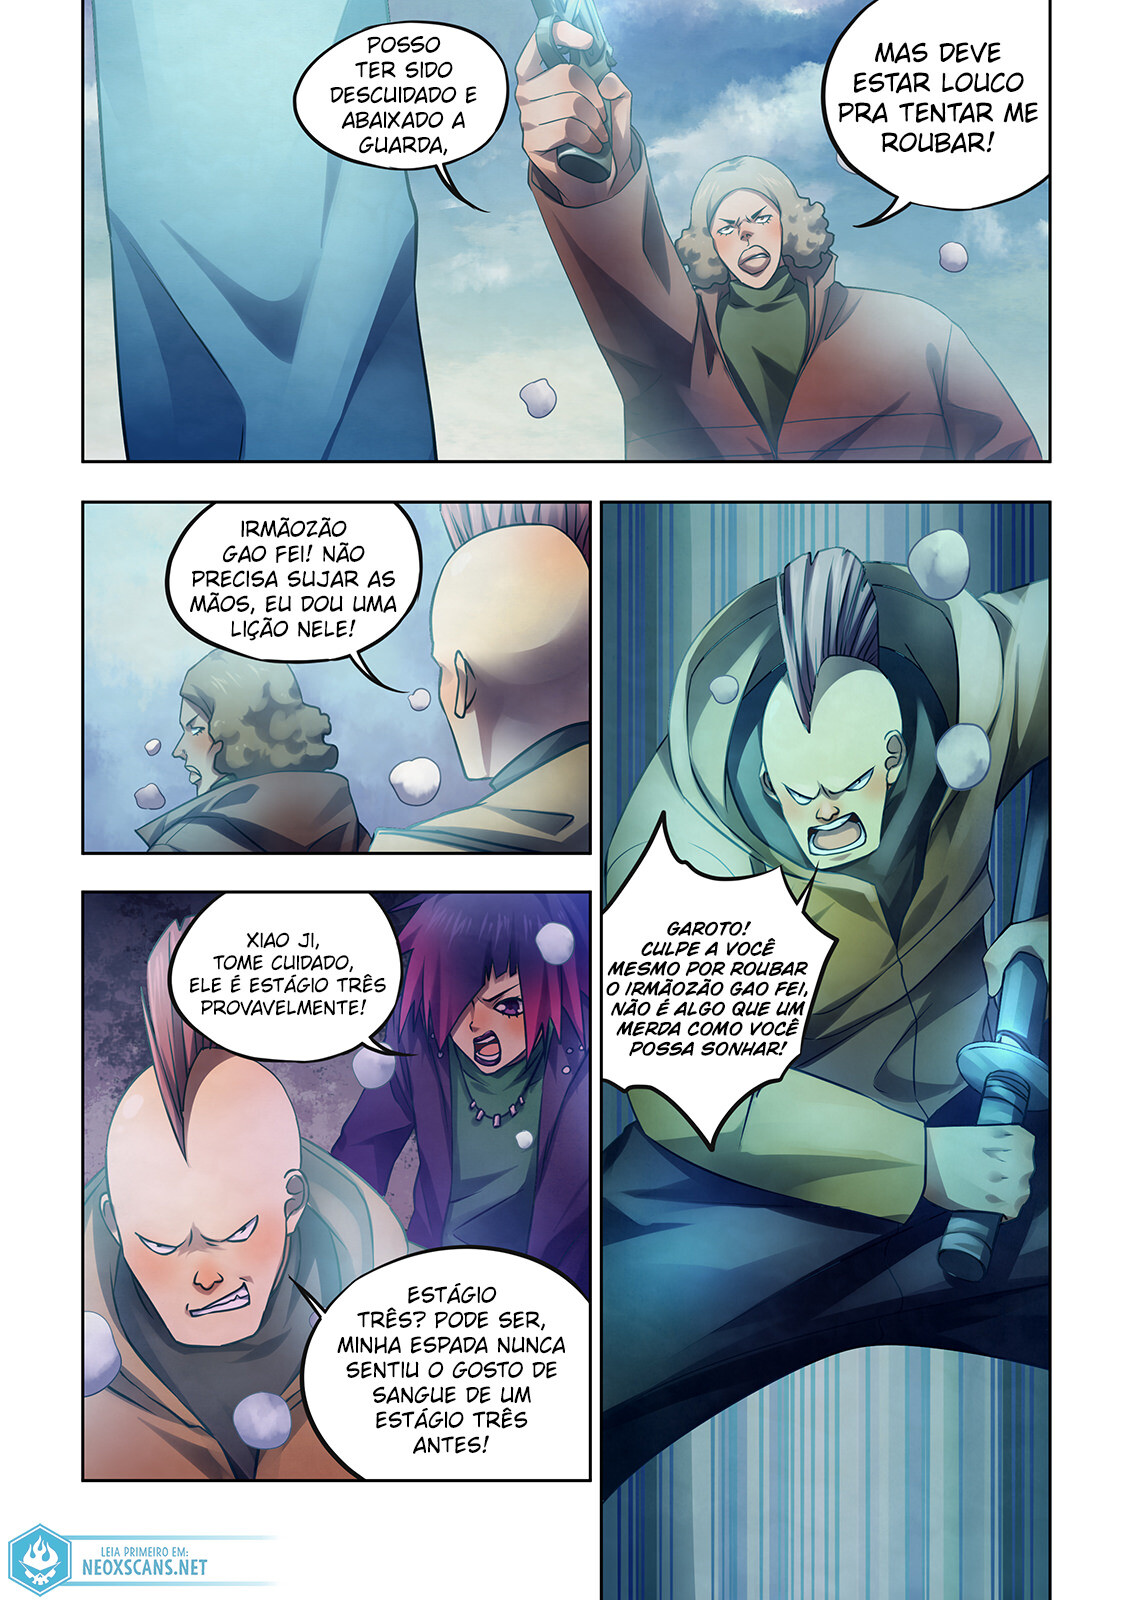 POSSO
TER SIDO
DESCUIDADO E
ABAIXADO A
GUARDA,
MAS DEVE
ESTAR LOUCO
PRA TENTAR ME
ROUBAR!
IRMÃOZÃO
GAO FEI! NÃO
PRECISA SUJAR AS
MÃOS, EU DOU UMA
LIÇÃO NELE!
XIAO JI,
TOME CUIDADO,
ELE É ESTÁGIO TRÊS
PROVAVELMENTE!
ESTÁGIO
TRÊS? PODE SER,
MINHA ESPADA NUNCA
SENTIU O GOSTO DE
SANGUE DE UM
ESTÁGIO TRÊS
ANTES!
GAROTO!
CULPE A VOCÊ
MESMO POR ROUBAR
O IRMÃOZÃO GAO FEI,
NÃO É ALGO QUE UM
MERDA COMO VOCÊ
POSSA SONHAR!
LEIA PRIMEIRO EM:
NEOXSCANS.NET